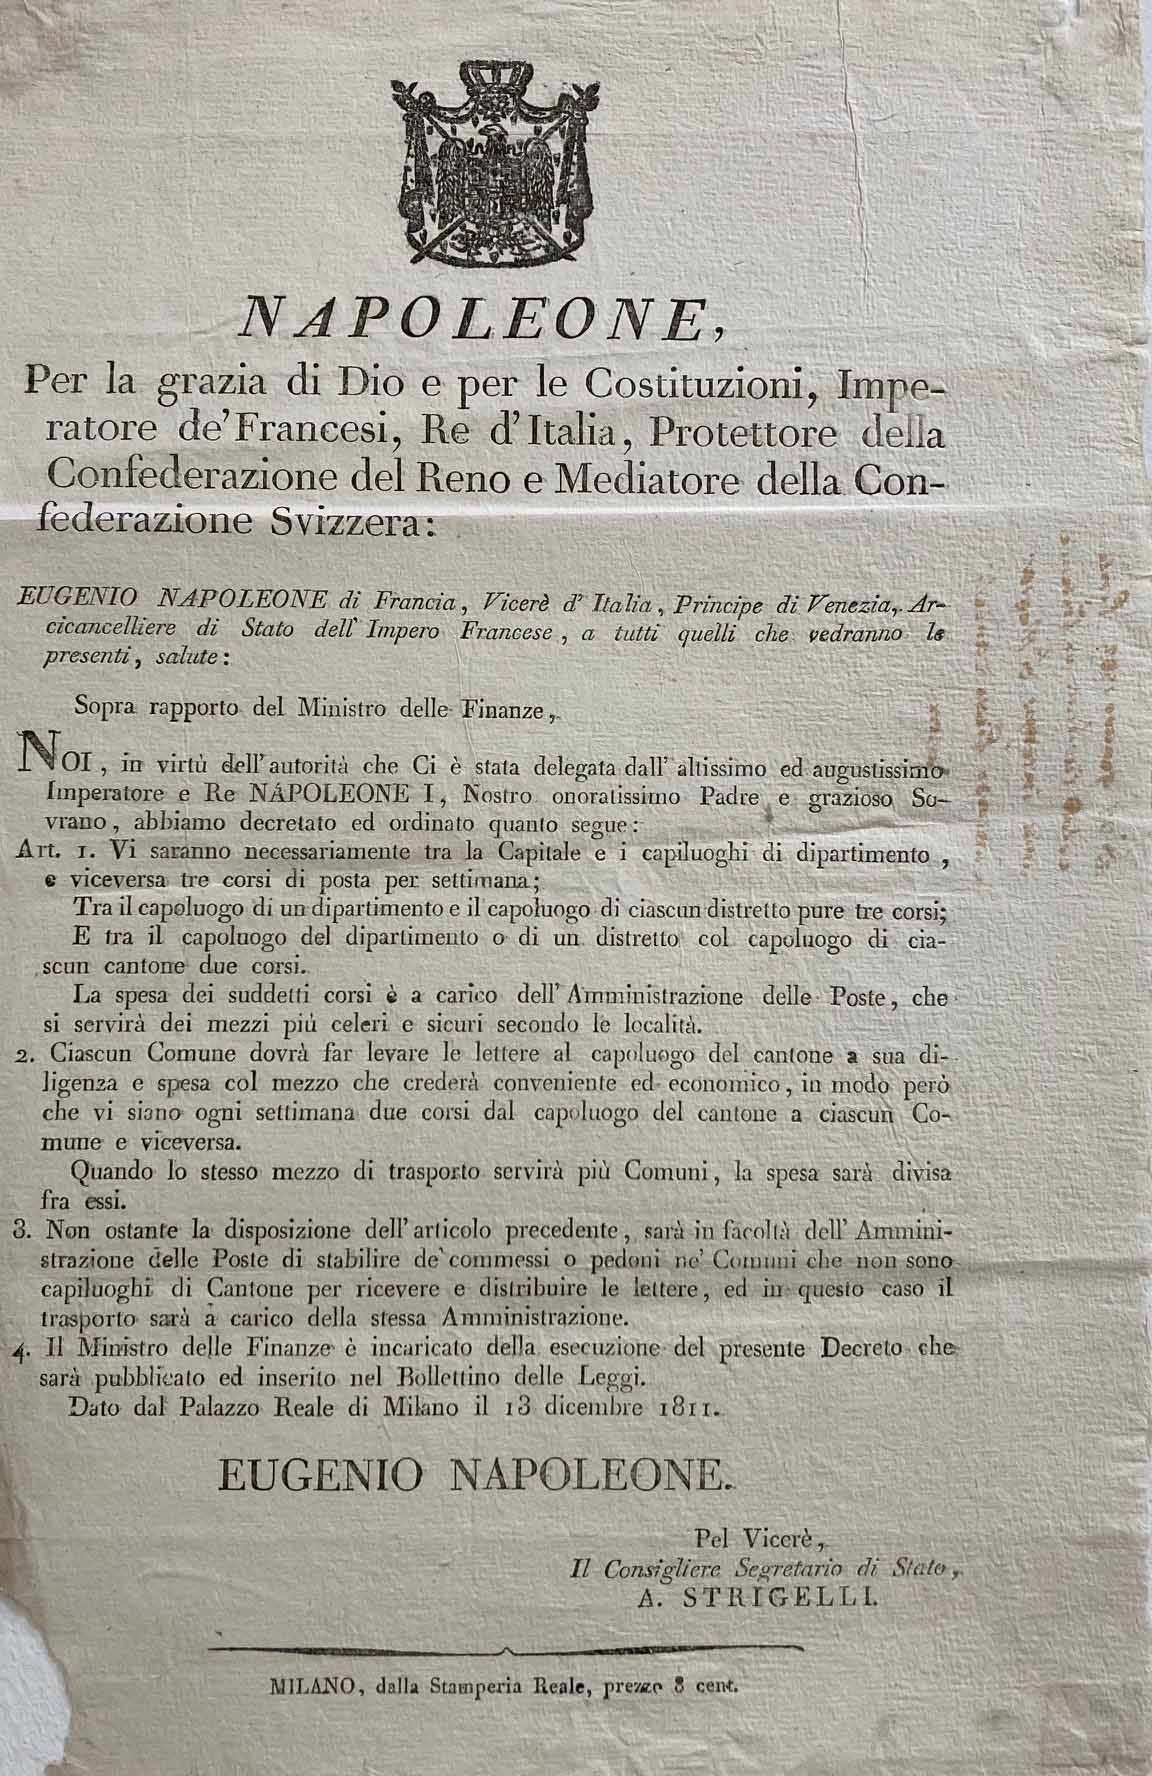 NAPOLEONE,
Per la grazia di Dio e per le Costituzioni, Impe-
ratore de' Francesi, Re d'Italia, Protettore della
Confederazione del Reno e Mediatore della Con-
federazione Svizzera:
EUGENIO NAPOLEONE di Francia, Vicerè d'Italia, Principe di Venezia, Ar-
cicancelliere di Stato dell'Impero Francese, a tutti quelli che vedranno le
presenti, salute:
Sopra rapporto del Ministro delle Finanze,
NOI, in virtù dell'autorità che Ci è stata delegata dall'altissimo ed augustissimo
Imperatore e Re NAPOLEONE I, Nostro onoratissimo Padre e grazioso So-
vrano, abbiamo decretato ed ordinato quanto segue:
Art. 1. Vi saranno necessariamente tra la Capitale e i capiluoghi di dipartimento,
e viceversa tre corsi di posta per settimana;
Tra il capoluogo di un dipartimento e il capoluogo di ciascun distretto pure tre corsi;
E tra il capoluogo del dipartimento o di un distretto col capoluogo di cia-
scun cantone due corsi.
La spesa dei suddetti corsi è a carico dell'Amministrazione delle Poste, che
si servirà dei mezzi più celeri e sicuri secondo le località.
2. Ciascun Comune dovrà far levare le lettere al capoluogo del cantone a sua di-
ligenza e spesa col mezzo che crederà conveniente ed economico, in modo però
che vi siano ogni settimana due corsi dal capoluogo del cantone a ciascun Co-
mune e viceversa.
Quando lo stesso mezzo di trasporto servirà più Comuni, la spesa sarà divisa
fra essi.
3. Non ostante la disposizione dell'articolo precedente, sarà in facoltà dell'Ammini-
strazione delle Poste di stabilire de' commessi o pedoni ne' Comuni che non sono
capiluoghi di Cantone per ricevere e distribuire le lettere, ed in questo caso il
trasporto sarà a carico della stessa Amministrazione.
4. Il Ministro delle Finanze è incaricato della esecuzione del presente Decreto che
sarà pubblicato ed inserito nel Bollettino delle Leggi.
Dato dal Palazzo Reale di Milano il 13 dicembre 1811.
EUGENIO NAPOLEONE.
Pel Vicerè,
Il Consigliere Segretario di Stato,
A. STRIGELLI.
MILANO, dalla Stamperia Reale, prezzo 8 cent.